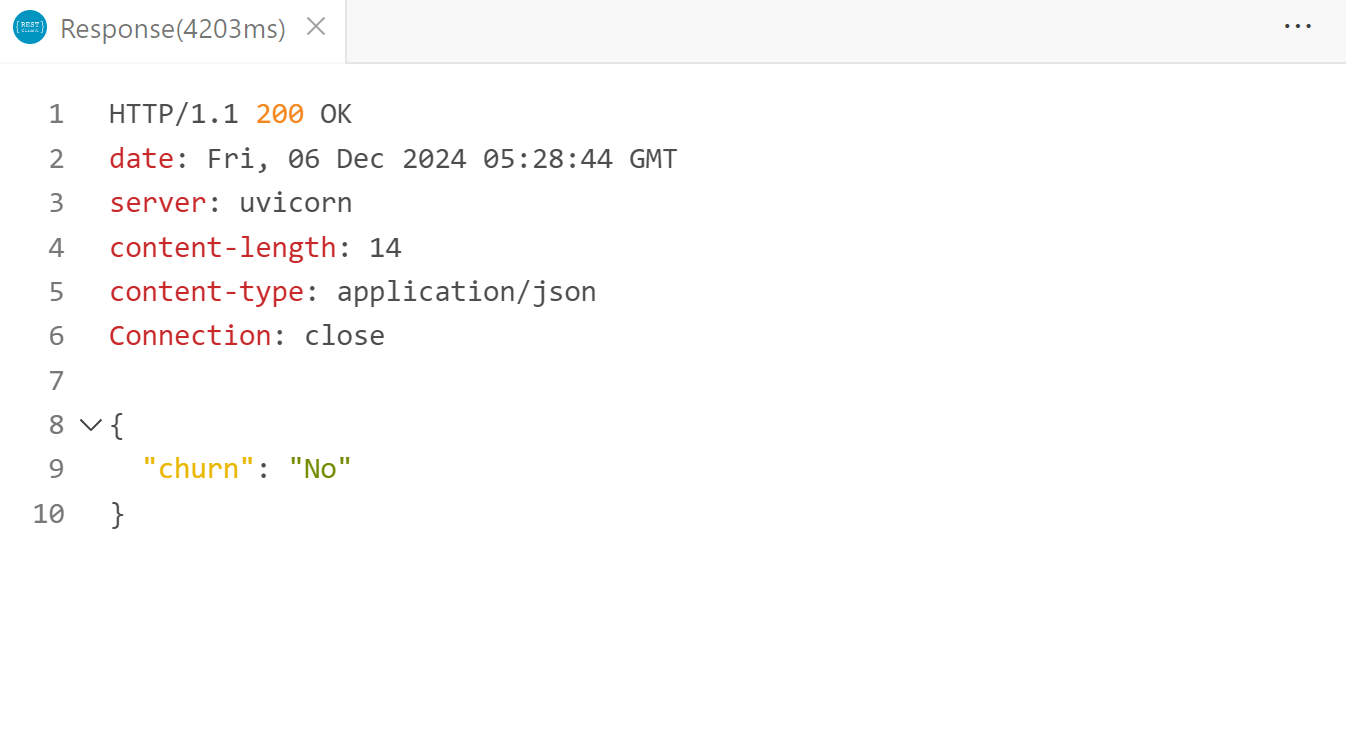 {REST}
CLIENT
Response(4203ms)
1 HTTP/1.1 200 OK
2 date: Fri, 06 Dec 2024 05:28:44 GMT
3 server: uvicorn
4 content-length: 14
5 content-type: application/json
6 Connection: close
7
8 {
9 "churn": "No"
10 }